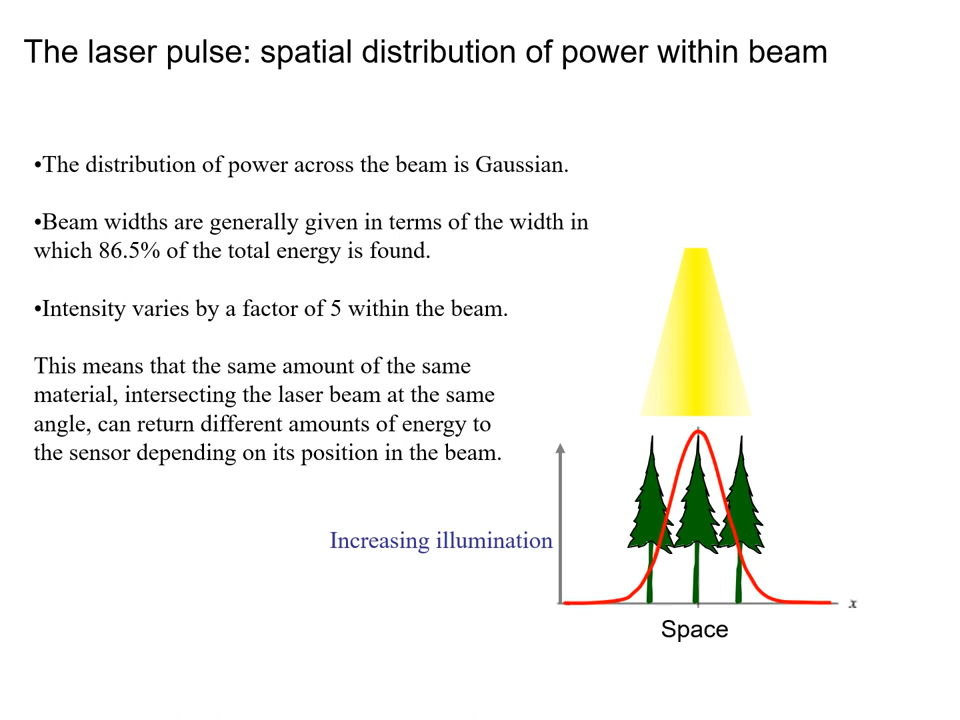 The laser pulse: spatial distribution of power within beam
•The distribution of power across the beam is Gaussian.
•Beam widths are generally given in terms of the width in
which 86.5% of the total energy is found.
•Intensity varies by a factor of 5 within the beam.
This means that the same amount of the same
material, intersecting the laser beam at the same
angle, can return different amounts of energy to
the sensor depending on its position in the beam.
Increasing illumination
x
Space